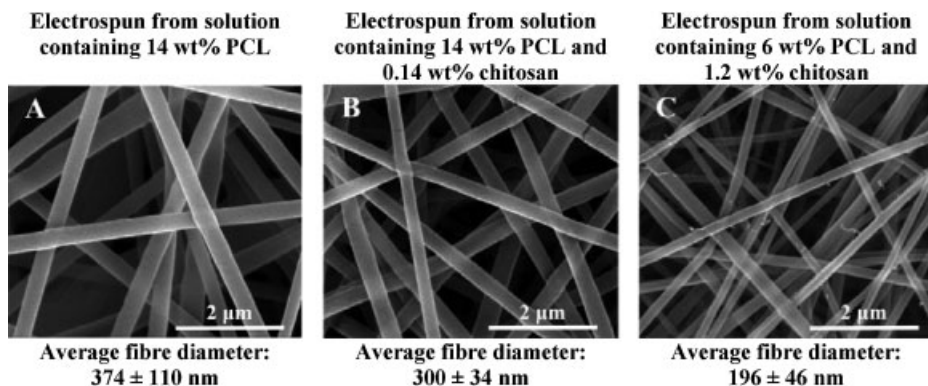 Electrospun from solution
containing 14 wt% PCL
Electrospun from solution
containing 14 wt% PCL and
0.14 wt% chitosan
Electrospun from solution
containing 6 wt% PCL and
1.2 wt% chitosan
A
2 μm
B
2 μm
C
2 μm
Average fibre diameter:
374 ± 110 nm
Average fibre diameter:
300 ± 34 nm
Average fibre diameter:
196 ± 46 nm